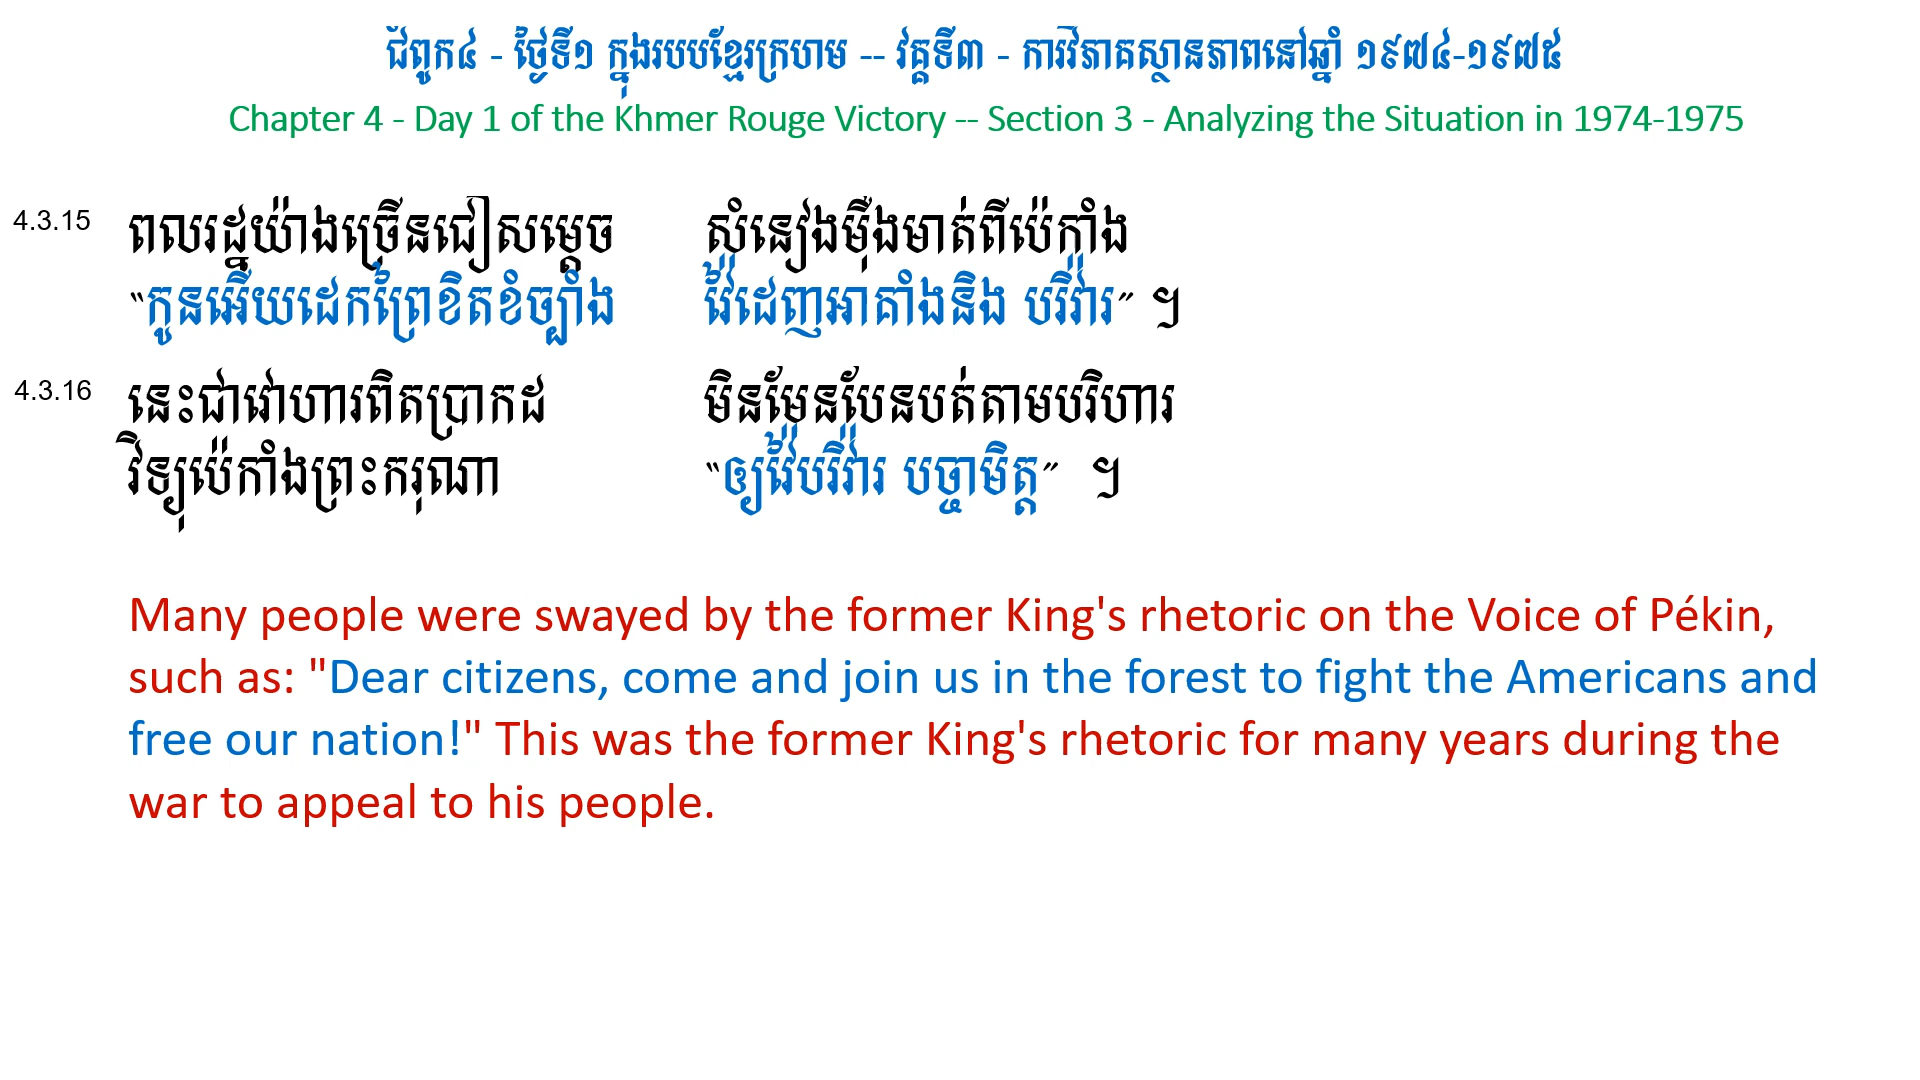 ជំពូក៤ - ថ្ងៃទី១ ក្នុងរបបខ្មែរក្រហម -- វគ្គទី៣ - ការវិភាគស្ថានភាពនៅឆ្នាំ ១៩៧៤-១៩៧៥
Chapter 4 - Day 1 of the Khmer Rouge Victory -- Section 3 - Analyzing the Situation in 1974-1975
4.3.15 ពលរដ្ឋយ៉ាងច្រើនជឿសម្ដេច សំនៀងម៉ឺងមាត់ពីប៉េកាំង
“កូនអើយដេកព្រៃខិតខំច្បាំង វ៉ៃដេញអាគាំងនិង បរិវ៉ារ” ។
4.3.16 នេះជាវោហារពិតប្រាកដ មិនម៉ែនប៉ែនបត់តាមបរិហារ
វិទ្យុប៉េកាំងព្រះករុណា “ឲ្យវ៉ៃបរិវ៉ារ បច្ចាមិត្ត” ។
Many people were swayed by the former King's rhetoric on the Voice of Pékin,
such as: "Dear citizens, come and join us in the forest to fight the Americans and
free our nation!" This was the former King's rhetoric for many years during the
war to appeal to his people.